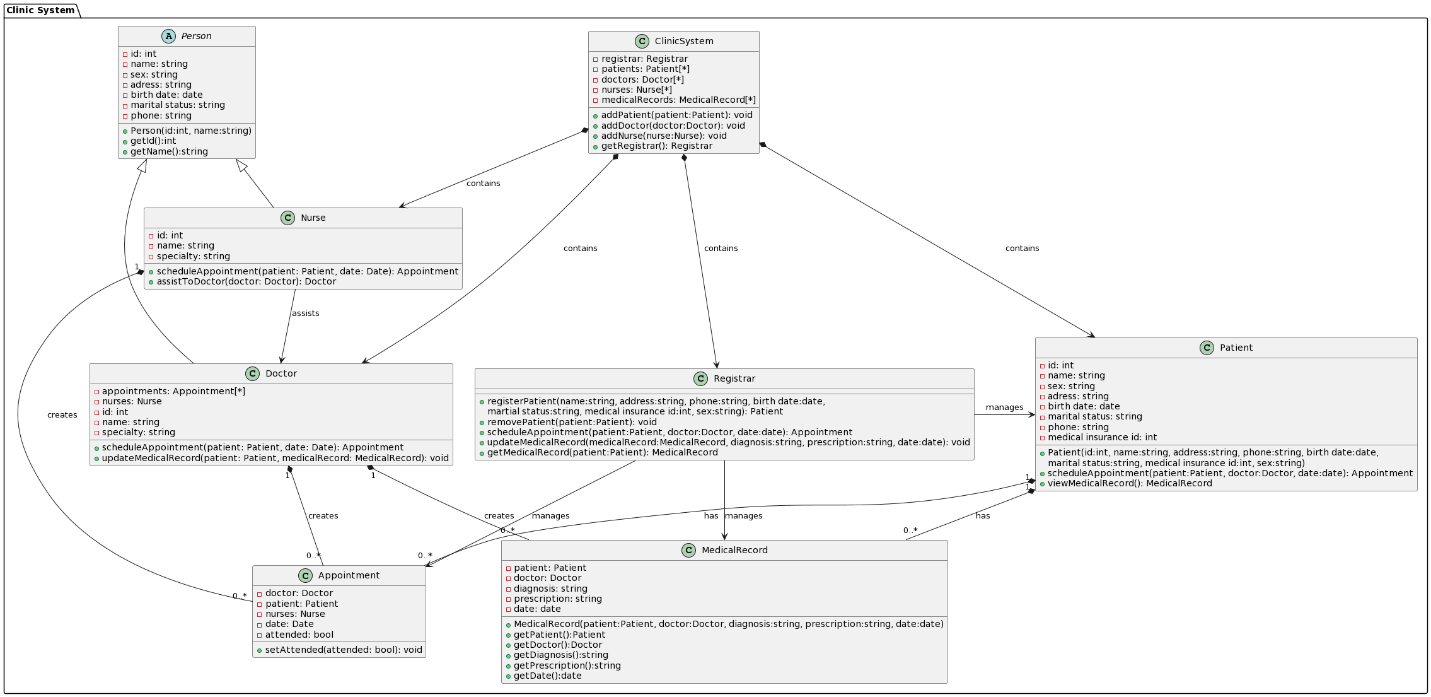 Clinic System
A Person
id: int
name: string
sex: string
adress: string
birth date: date
marital status: string
phone: string
Person(id:int, name:string)
getId():int
getName():string
C ClinicSystem
registrar: Registrar
patients: Patient[*]
doctors: Doctor[*]
nurses: Nurse[*]
medicalRecords: MedicalRecord[*]
addPatient(patient:Patient): void
addDoctor(doctor:Doctor): void
addNurse(nurse:Nurse): void
getRegistrar(): Registrar
contains
C Nurse
id: int
name: string
specialty: string
scheduleAppointment(patient: Patient, date: Date): Appointment
assistToDoctor(doctor: Doctor): Doctor
1
contains
contains
contains
assists
C Doctor
appointments: Appointment[*]
nurses: Nurse
id: int
name: string
specialty: string
scheduleAppointment(patient: Patient, date: Date): Appointment
updateMedicalRecord(patient: Patient, medicalRecord: MedicalRecord): void
C Registrar
registerPatient(name:string, address:string, phone:string, birth date:date,
martial status:string, medical insurance id:int, sex:string): Patient
removePatient(patient:Patient): void
scheduleAppointment(patient:Patient, doctor:Doctor, date:date): Appointment
updateMedicalRecord(medicalRecord:MedicalRecord, diagnosis:string, prescription:string, date:date): void
getMedicalRecord(patient:Patient): MedicalRecord
manages
C Patient
id: int
name: string
sex: string
adress: string
birth date: date
marital status: string
phone: string
medical insurance id: int
Patient(id:int, name:string, address:string, phone:string, birth date:date,
marital status:string, medical insurance id:int, sex:string)
scheduleAppointment(patient:Patient, doctor:Doctor, date:date): Appointment
viewMedicalRecord(): MedicalRecord
creates
1
1
1
1
creates
creates
manages
has
manages
has
0..*
0..*
0..*
0..*
0..*
C Appointment
doctor: Doctor
patient: Patient
nurses: Nurse
date: Date
attended: bool
setAttended(attended: bool): void
C MedicalRecord
patient: Patient
doctor: Doctor
diagnosis: string
prescription: string
date: date
MedicalRecord(patient:Patient, doctor:Doctor, diagnosis:string, prescription:string, date:date)
getPatient():Patient
getDoctor():Doctor
getDiagnosis():string
getPrescription():string
getDate():date